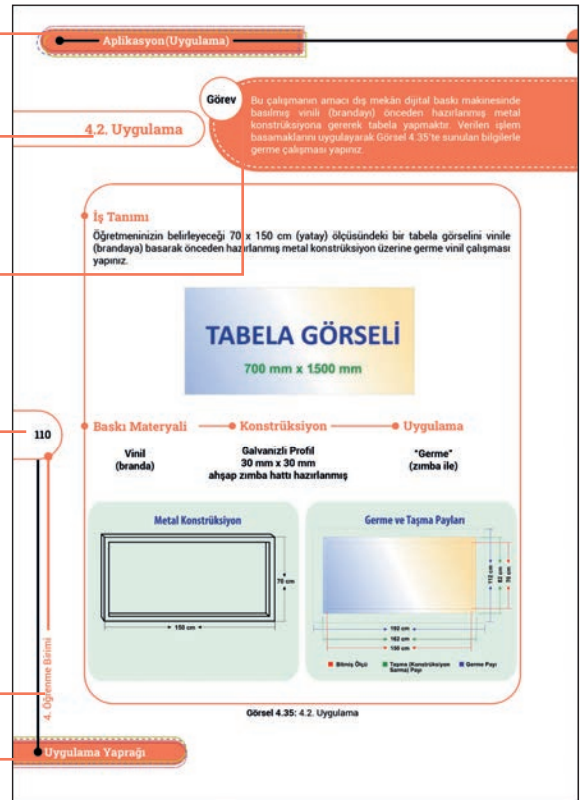 Aplikasyon(Uygulama)
Görev
Bu çalışmanın amacı dış mekân dijital baskı makinesinde
basılmış vinili (brandayı) önceden hazırlanmış metal
konstrüksiyona gererek tabela yapmaktır. Verilen işlem
basamaklarını uygulayarak Görsel 4.35'te sunulan bilgilerle
germe çalışması yapınız.
4.2. Uygulama
İş Tanımı
Öğretmeninizin belirleyeceği 70 x 150 cm (yatay) ölçüsündeki bir tabela görselini vinile
(brandaya) basarak önceden hazırlanmış metal konstrüksiyon üzerine germe vinil çalışması
yapınız.
TABELA GÖRSELİ
700 mm x 1500 mm
110
Baskı Materyali
Konstrüksiyon
Uygulama
Vinil
(branda)
Galvanizli Profil
30 mm x 30 mm
ahşap zımba hattı hazırlanmış
"Germe"
(zımba ile)
Metal Konstrüksiyon
70 cm
150 cm
Germe ve Taşma Payları
112 cm
82 cm
70 cm
192 cm
162 cm
150 cm
Bitmiş Ölçü
Taşma (Konstrüksiyon
Sarma) Payı
Germe Payı
4. Öğrenme Birimi
Görsel 4.35: 4.2. Uygulama
Uygulama Yaprağı